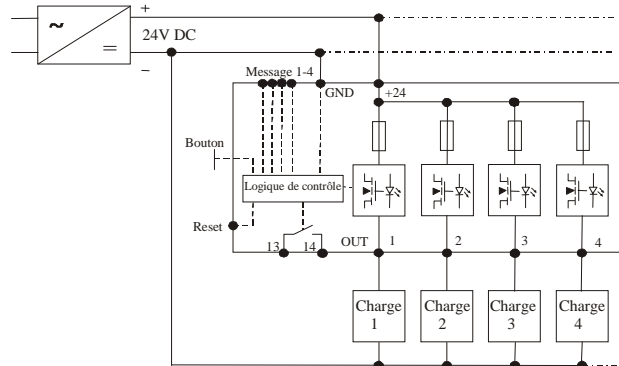 +
~
=
24V DC
−
Message 1-4
GND
+24
Bouton
Logique de contrôle
Reset
13
14
OUT
1
2
3
4
Charge
1
Charge
2
Charge
3
Charge
4